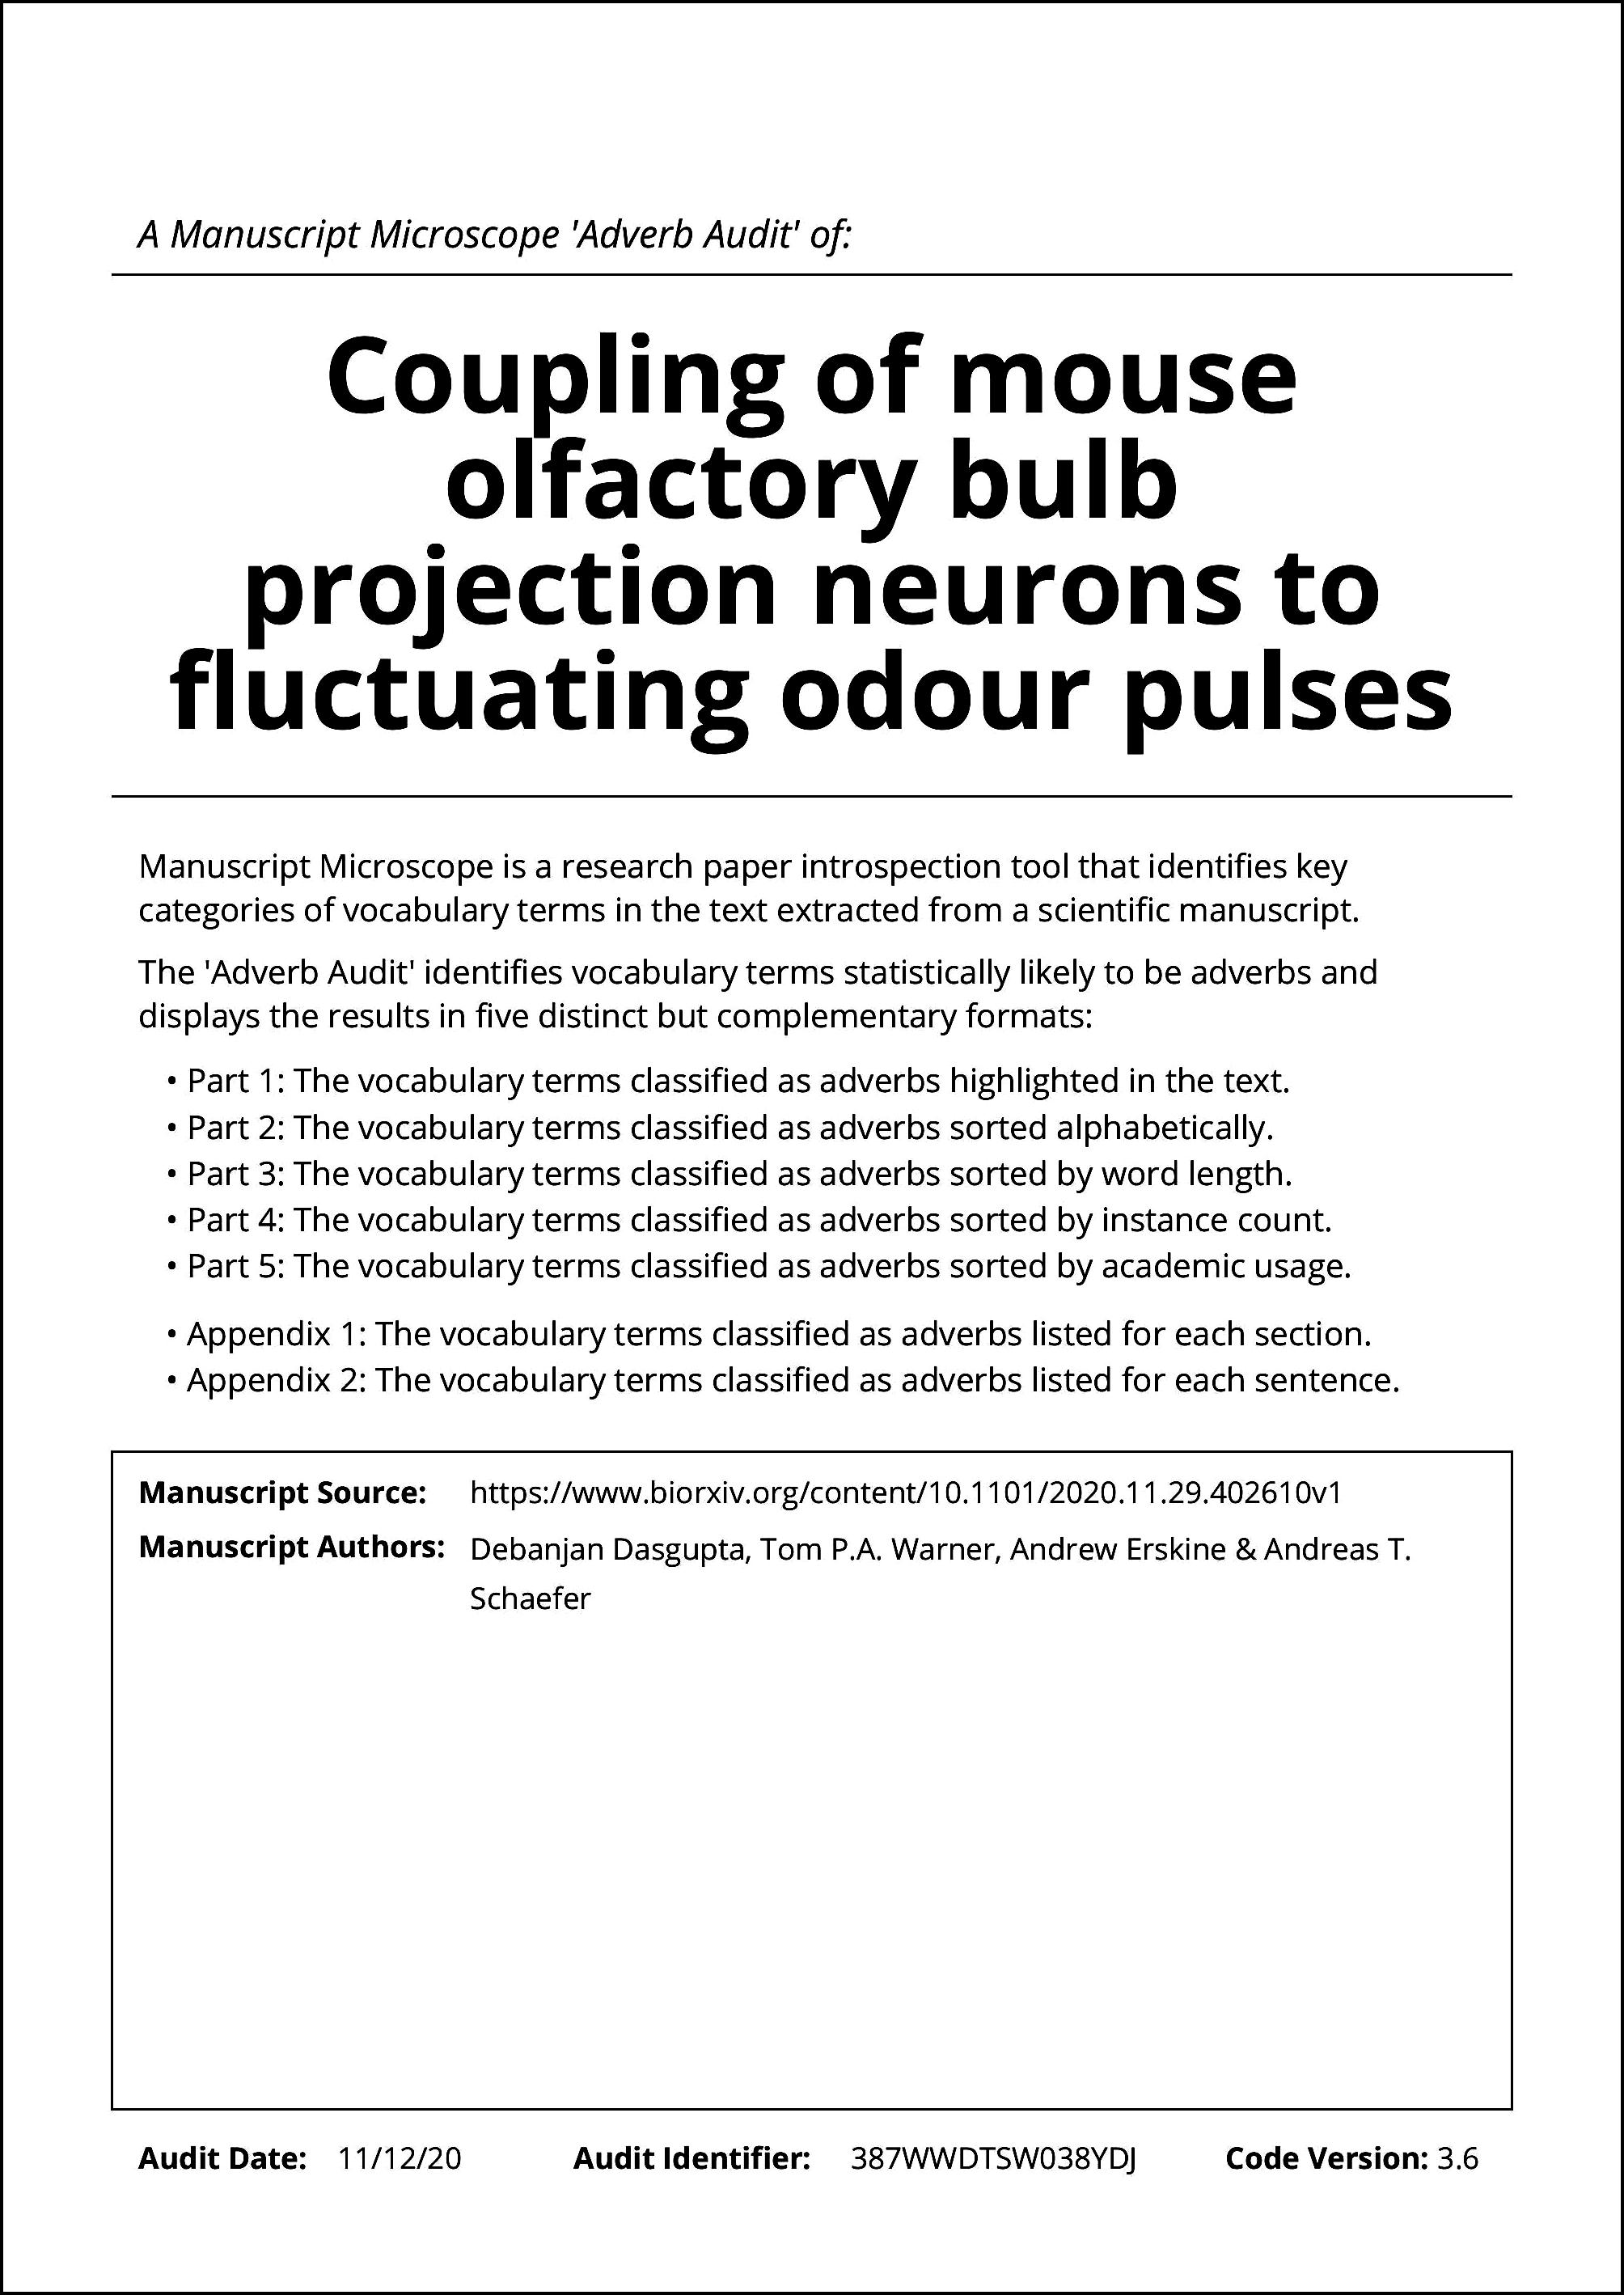 A Manuscript Microscope 'Adverb Audit' of:
Coupling of mouse
olfactory bulb
projection neurons to
fluctuating odour pulses
Manuscript Microscope is a research paper introspection tool that identifies key
categories of vocabulary terms in the text extracted from a scientific manuscript.
The 'Adverb Audit' identifies vocabulary terms statistically likely to be adverbs and
displays the results in five distinct but complementary formats:
• Part 1: The vocabulary terms classified as adverbs highlighted in the text.
• Part 2: The vocabulary terms classified as adverbs sorted alphabetically.
• Part 3: The vocabulary terms classified as adverbs sorted by word length.
• Part 4: The vocabulary terms classified as adverbs sorted by instance count.
• Part 5: The vocabulary terms classified as adverbs sorted by academic usage.
• Appendix 1: The vocabulary terms classified as adverbs listed for each section.
• Appendix 2: The vocabulary terms classified as adverbs listed for each sentence.
Manuscript Source: https://www.biorxiv.org/content/10.1101/2020.11.29.402610v1
Manuscript Authors: Debanjan Dasgupta, Tom P.A. Warner, Andrew Erskine & Andreas T.
Schaefer
Audit Date: 11/12/20 Audit Identifier: 387WWDTSW038YDJ Code Version: 3.6